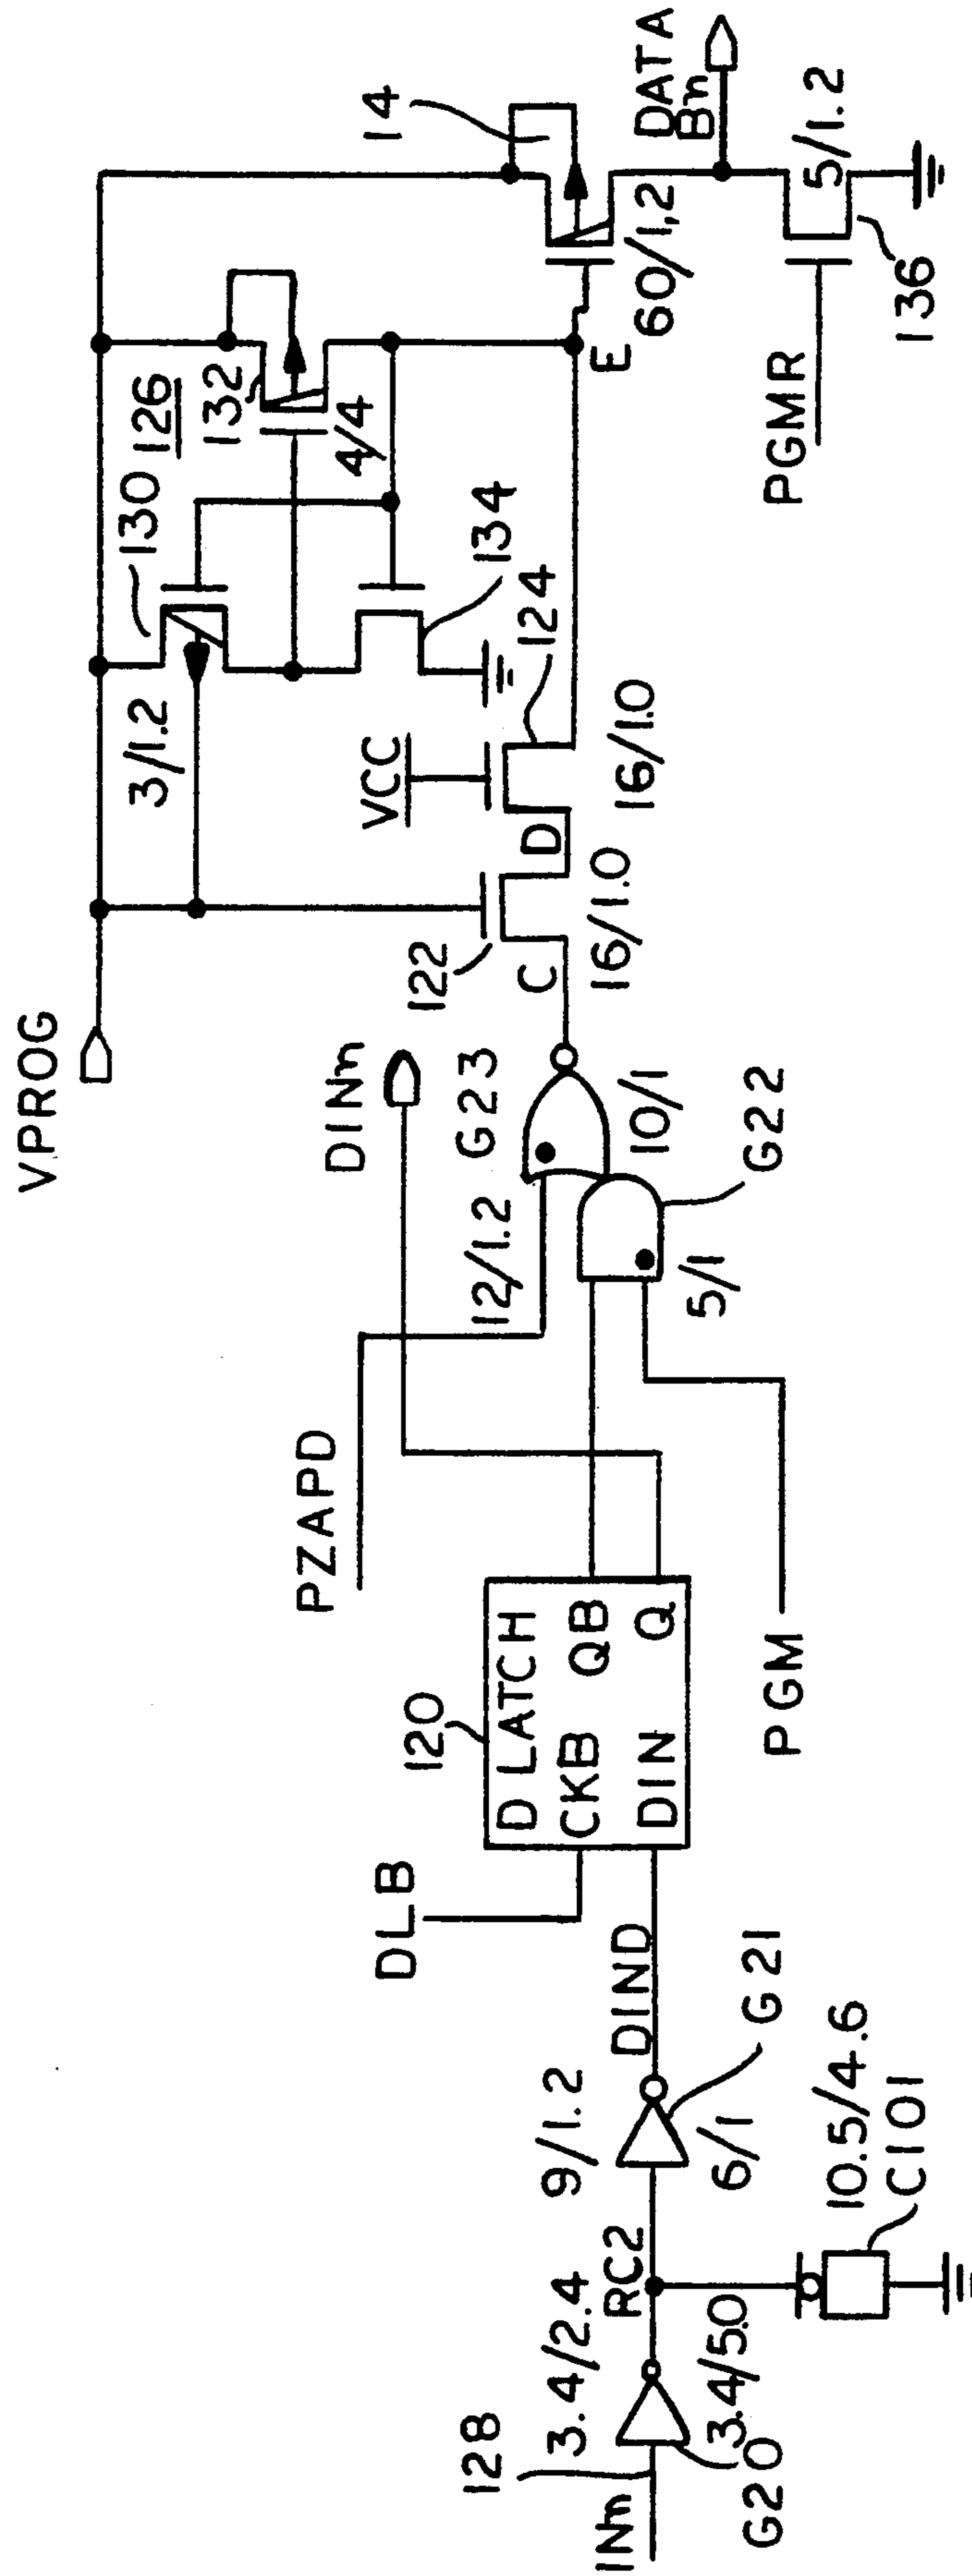 INn
128
3.4/2.4
3.4/5.0
G20
RC2
10.5/4.6
C101
9/1.2
6/1
G21
DIND
DLB
120
D LATCH
CKB QB
DIN Q
PZAPD
PGM
DINn
12/1.2
G23
10/1
5/1
G22
VPROG
C
122
16/1.0
D
VCC
124
16/1.0
3/1.2
130
126
132
4/4
134
E
60/1,2
14
DATA
Bn
PGMR
5/1.2
136